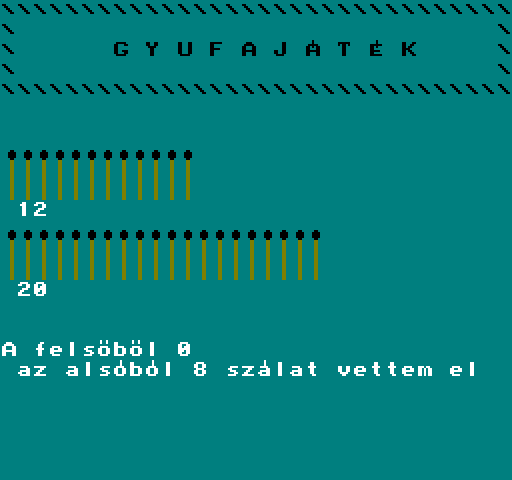 G Y U F A J Á T É K
12
20
A felsöböl 0
az alsóból 8 szálat vettem el